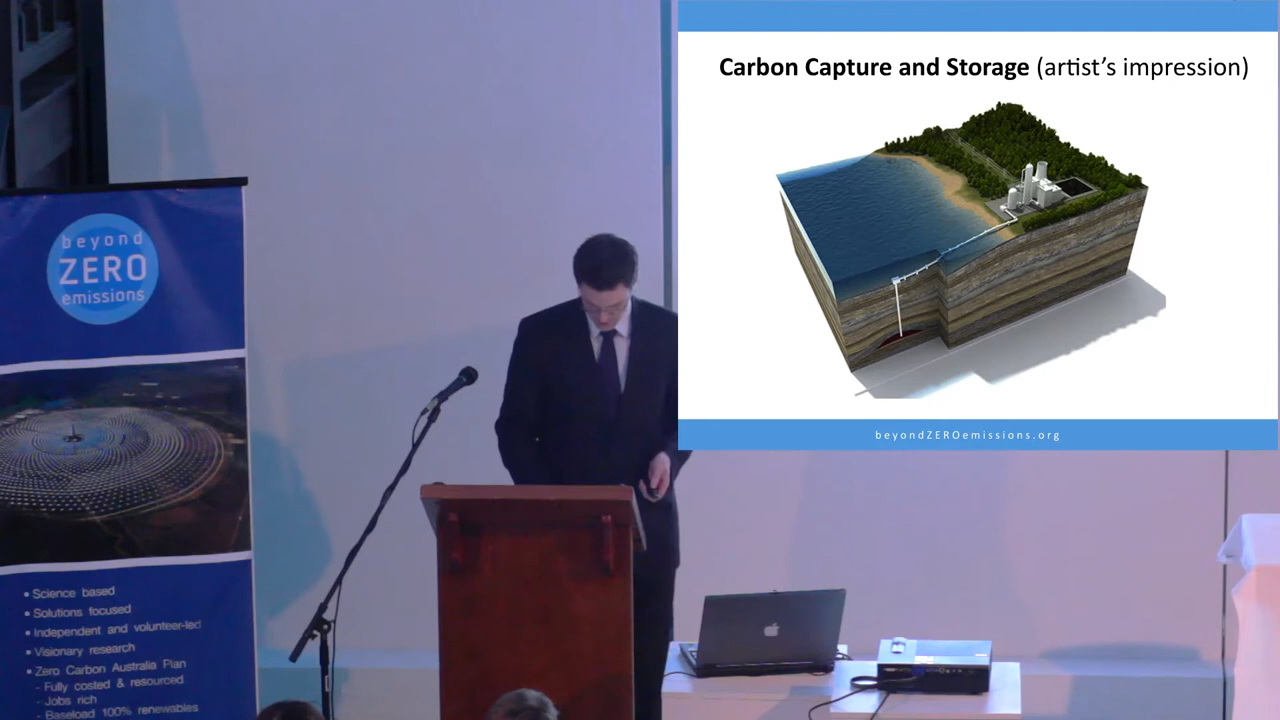 beyond
ZERO
emissions
• Science based
• Solutions focused
• Independent and volunteer-led
• Visionary research
• Zero Carbon Australia Plan
- Fully costed & resourced
- Jobs rich
- Baseload 100% renewables
Carbon Capture and Storage (artist's impression)
beyondZEROemissions.org